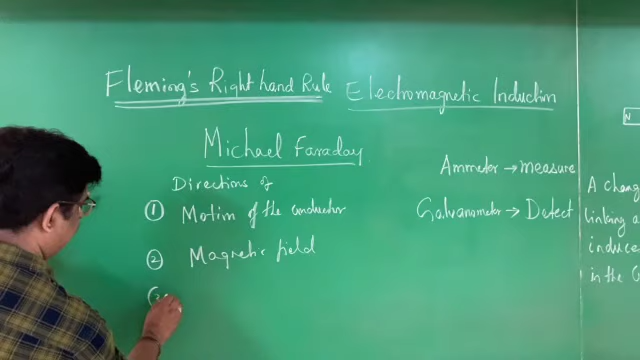 Fleming's Right hand Rule
Electromagnetic Induction
Michael Faraday
Directions of
① Motion of the conductor
② Magnetic field
Ammeter → measure
Galvanometer → Detect
N
A chang
linking a
induce
in the